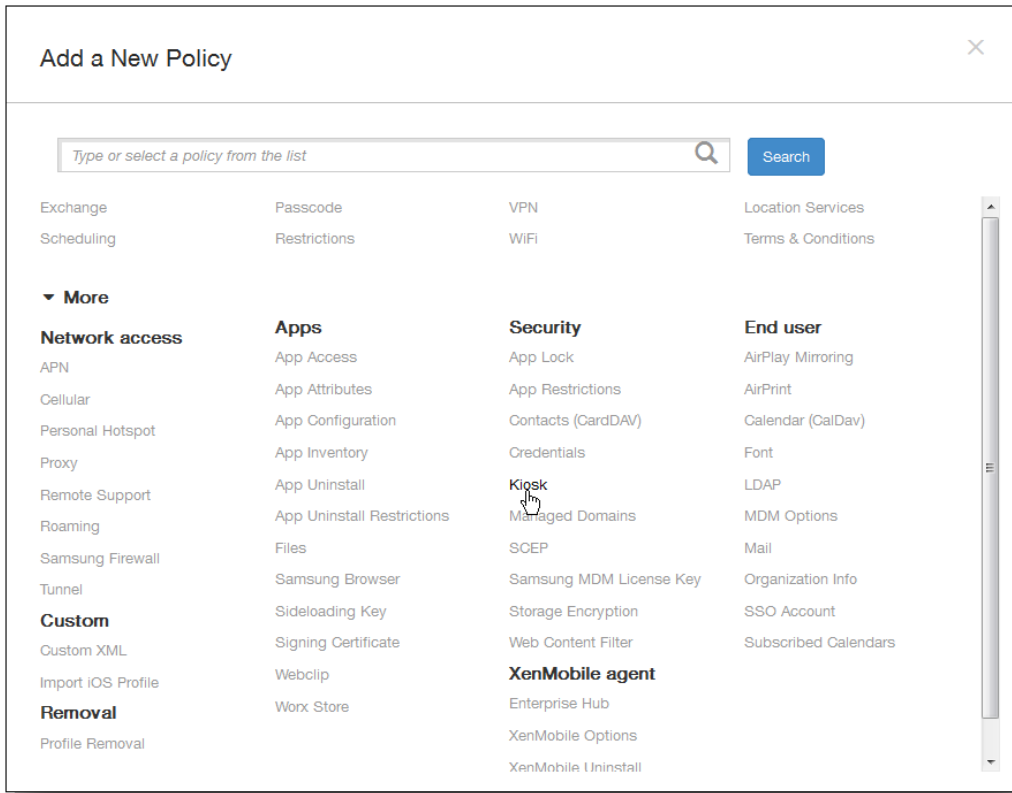 Add a New Policy
Type or select a policy from the list
Search
Exchange
Passcode
VPN
Location Services
Scheduling
Restrictions
WiFi
Terms & Conditions
More
Network access
APN
Cellular
Personal Hotspot
Proxy
Remote Support
Roaming
Samsung Firewall
Tunnel
Custom
Custom XML
Import iOS Profile
Removal
Profile Removal
Apps
App Access
App Attributes
App Configuration
App Inventory
App Uninstall
App Uninstall Restrictions
Files
Samsung Browser
Sideloading Key
Signing Certificate
Webclip
Worx Store
Security
App Lock
App Restrictions
Contacts (CardDAV)
Credentials
Kiosk
Managed Domains
SCEP
Samsung MDM License Key
Storage Encryption
Web Content Filter
XenMobile agent
Enterprise Hub
XenMobile Options
XenMobile Uninstall
End user
AirPlay Mirroring
AirPrint
Calendar (CalDav)
Font
LDAP
MDM Options
Mail
Organization Info
SSO Account
Subscribed Calendars